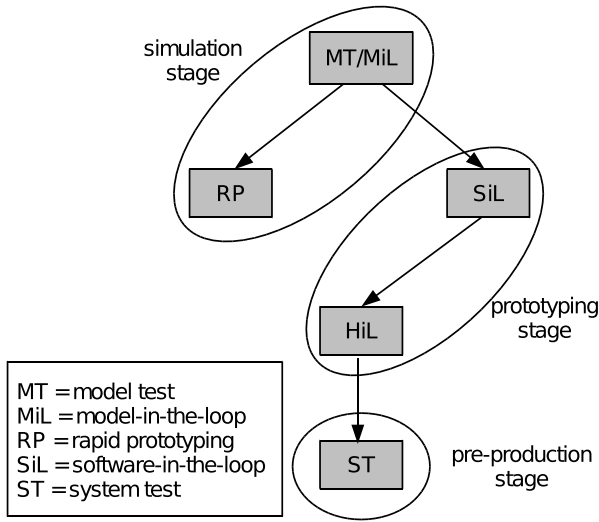 simulation
stage
MT/MiL
RP
SiL
prototyping
stage
HiL
MT = model test
MiL = model-in-the-loop
RP = rapid prototyping
SiL = software-in-the-loop
ST = system test
ST
pre-production
stage